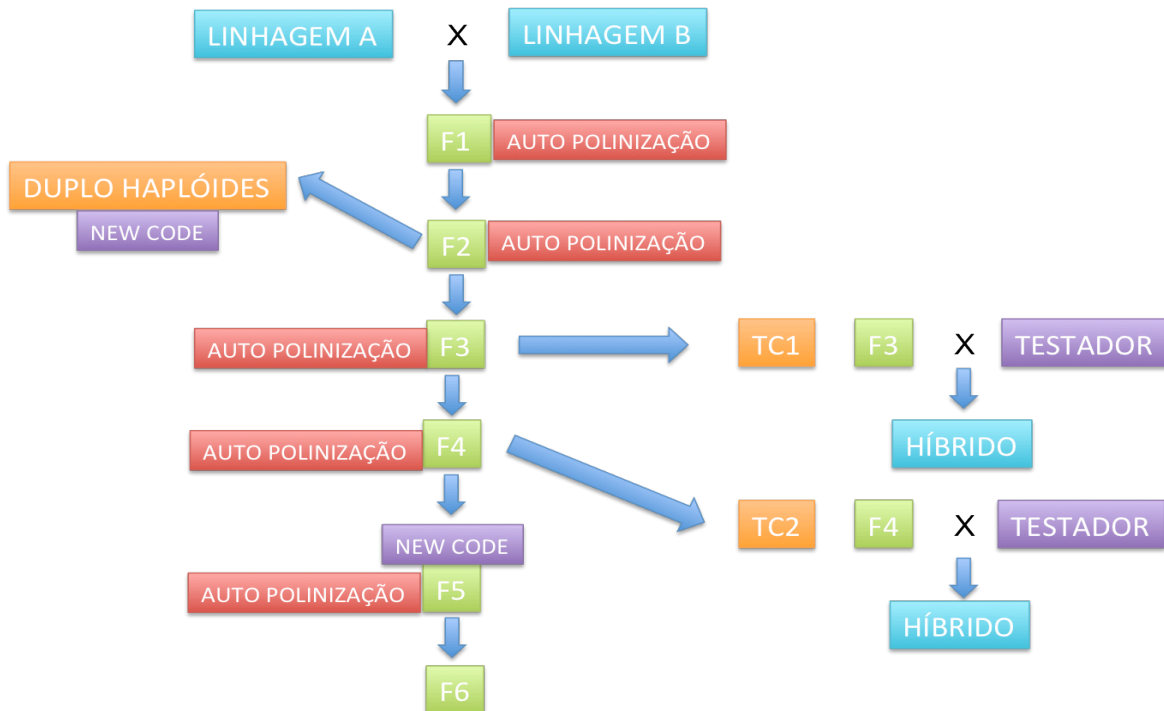 LINHAGEM A X LINHAGEM B
F1 AUTO POLINIZAÇÃO
DUPLO HAPLÓIDES
NEW CODE
F2 AUTO POLINIZAÇÃO
AUTO POLINIZAÇÃO F3
TC1 F3 X TESTADOR
HÍBRIDO
AUTO POLINIZAÇÃO F4
TC2 F4 X TESTADOR
HÍBRIDO
NEW CODE
AUTO POLINIZAÇÃO F5
F6